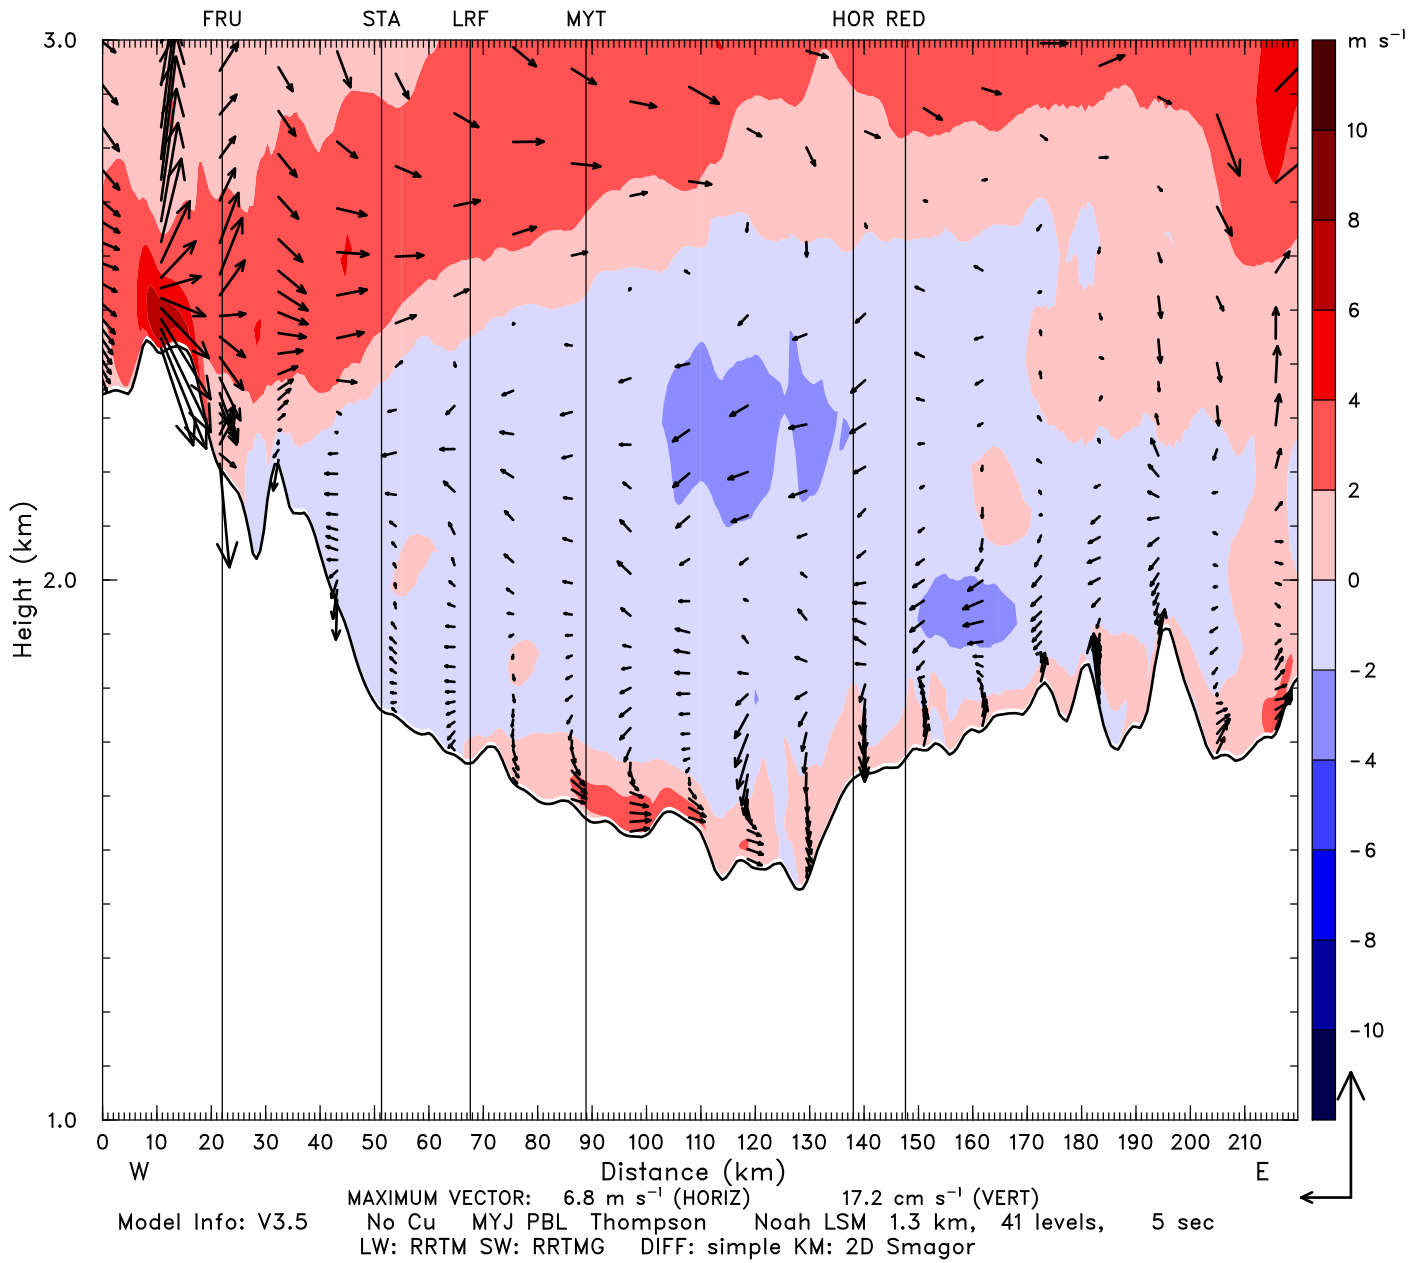 FRU STA LRF MYT HOR RED
m s⁻¹
3.0
2.0
1.0
Height (km)
10
8
6
4
2
0
-2
-4
-6
-8
-10
0 10 20 30 40 50 60 70 80 90 100 110 120 130 140 150 160 170 180 190 200 210
W Distance (km) E
MAXIMUM VECTOR: 6.8 m s⁻¹ (HORIZ) 17.2 cm s⁻¹ (VERT)
Model Info: V3.5 No Cu MYJ PBL Thompson Noah LSM 1.3 km, 41 levels, 5 sec
LW: RRTM SW: RRTMG DIFF: simple KM: 2D Smagor